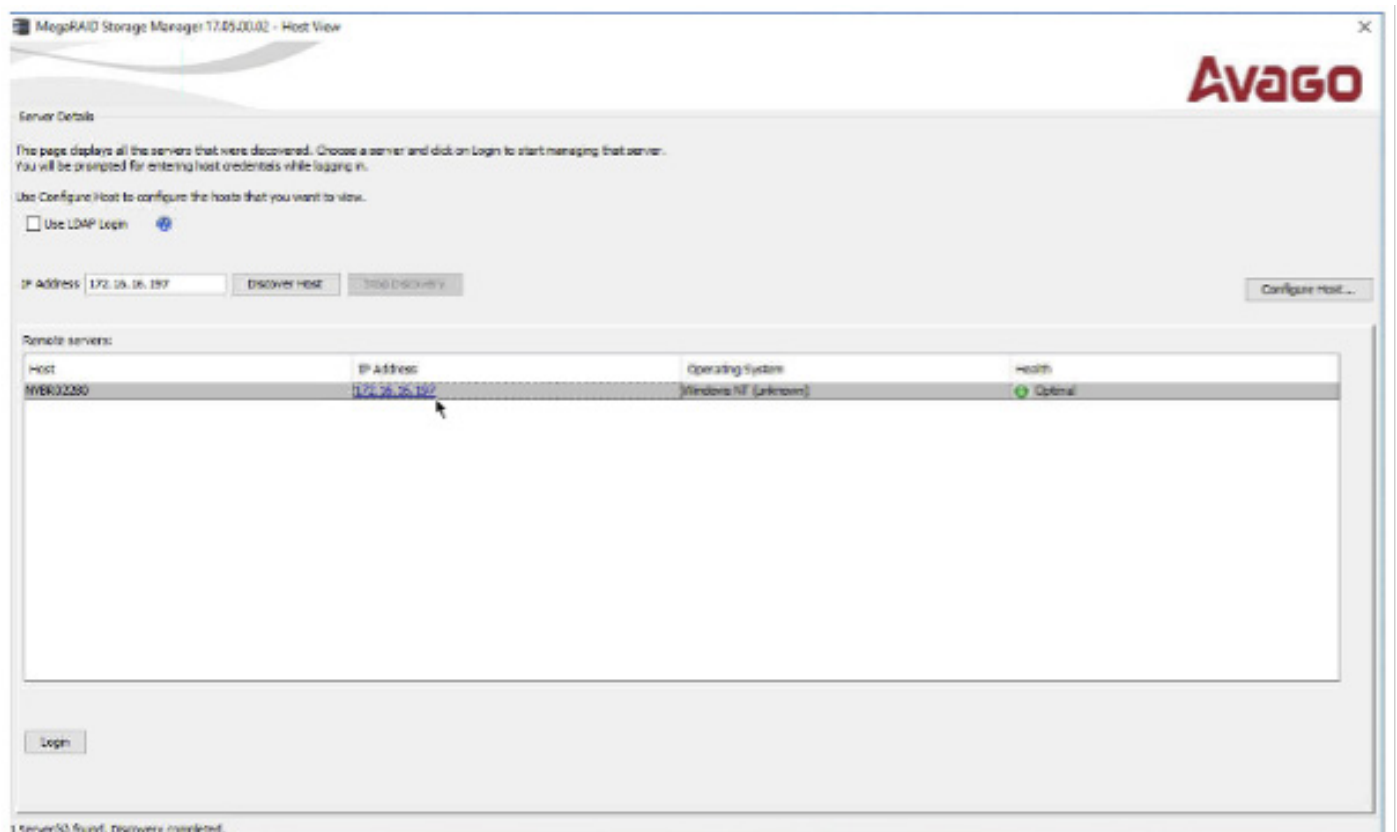 MegaRAID Storage Manager 17.05.00.02 - Host View
Avago
Server Details
This page displays all the servers that were discovered. Choose a server and click on Login to start managing that server.
You will be prompted for entering host credentials while logging in.
Use Configure Host to configure the hosts that you want to view.
Use LDAP Login
IP Address 172.16.16.197 Discover Host Stop Discovery
Configure Host...
Remote servers:
Host IP Address Operating System Health
172.16.16.197 Windows NT (unknown) Optimal
Login
1 Server(s) found. Discovery completed.